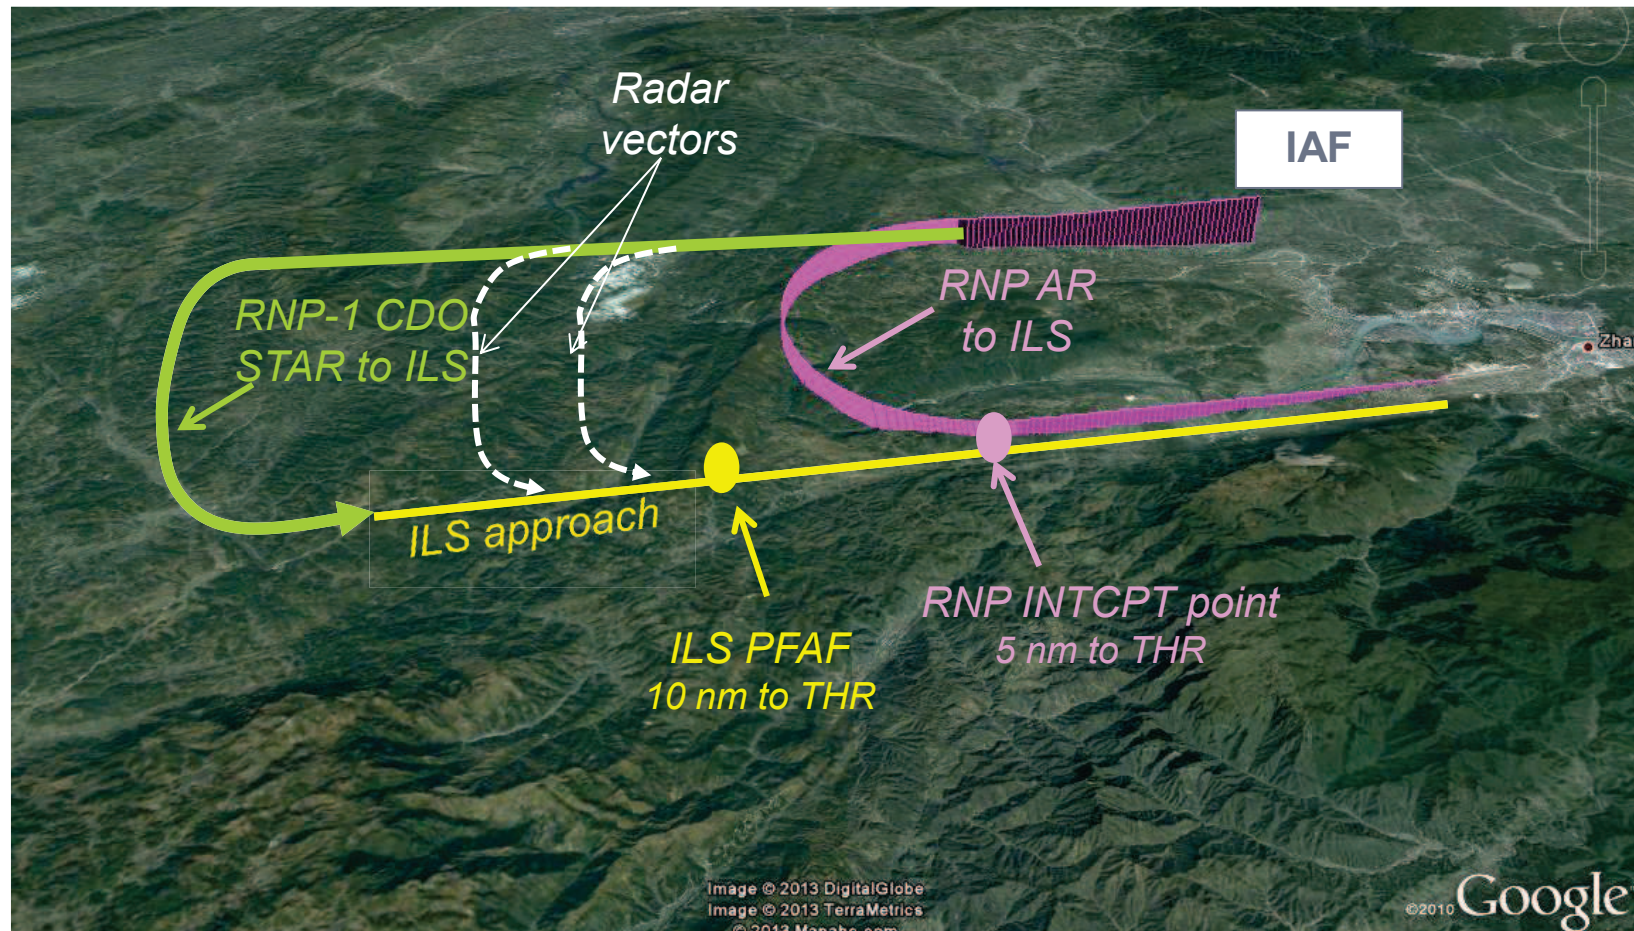 Radar
vectors
IAF
RNP AR
to ILS
RNP-1 CDO
STAR to ILS
ILS approach
RNP INTCPT point
5 nm to THR
ILS PFAF
10 nm to THR
Image © 2013 DigitalGlobe
Image © 2013 TerraMetrics
© 2013
©2010 Google